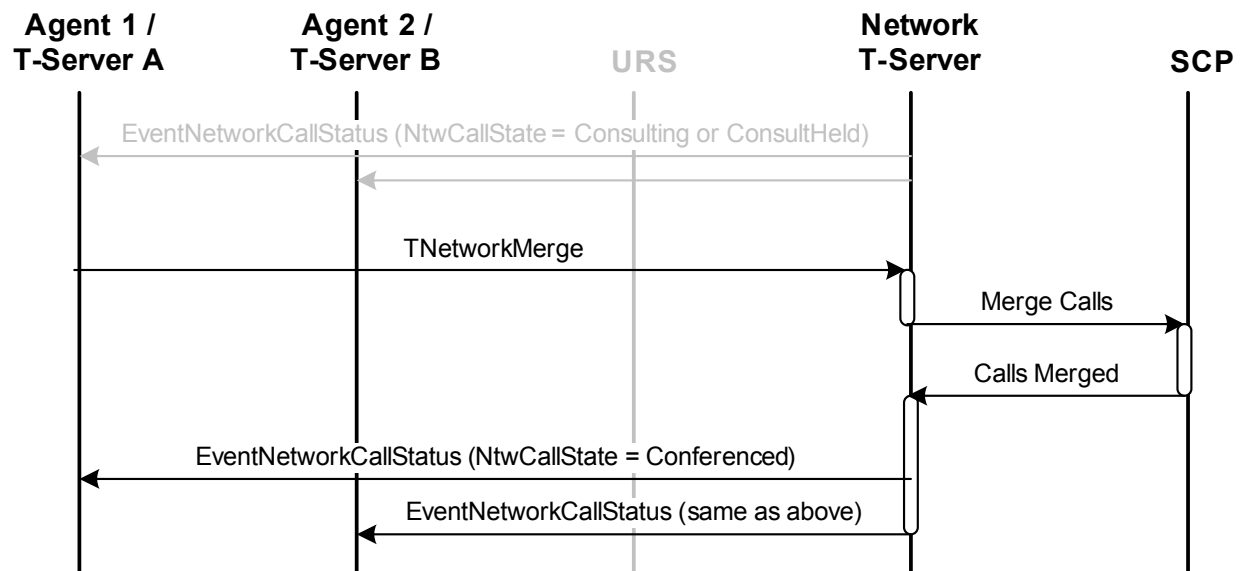 Agent 1 /
T-Server A
Agent 2 /
T-Server B
URS
Network
T-Server
SCP
EventNetworkCallStatus (NtwCallState = Consulting or ConsultHeld)
TNetworkMerge
Merge Calls
Calls Merged
EventNetworkCallStatus (NtwCallState = Conferenced)
EventNetworkCallStatus (same as above)